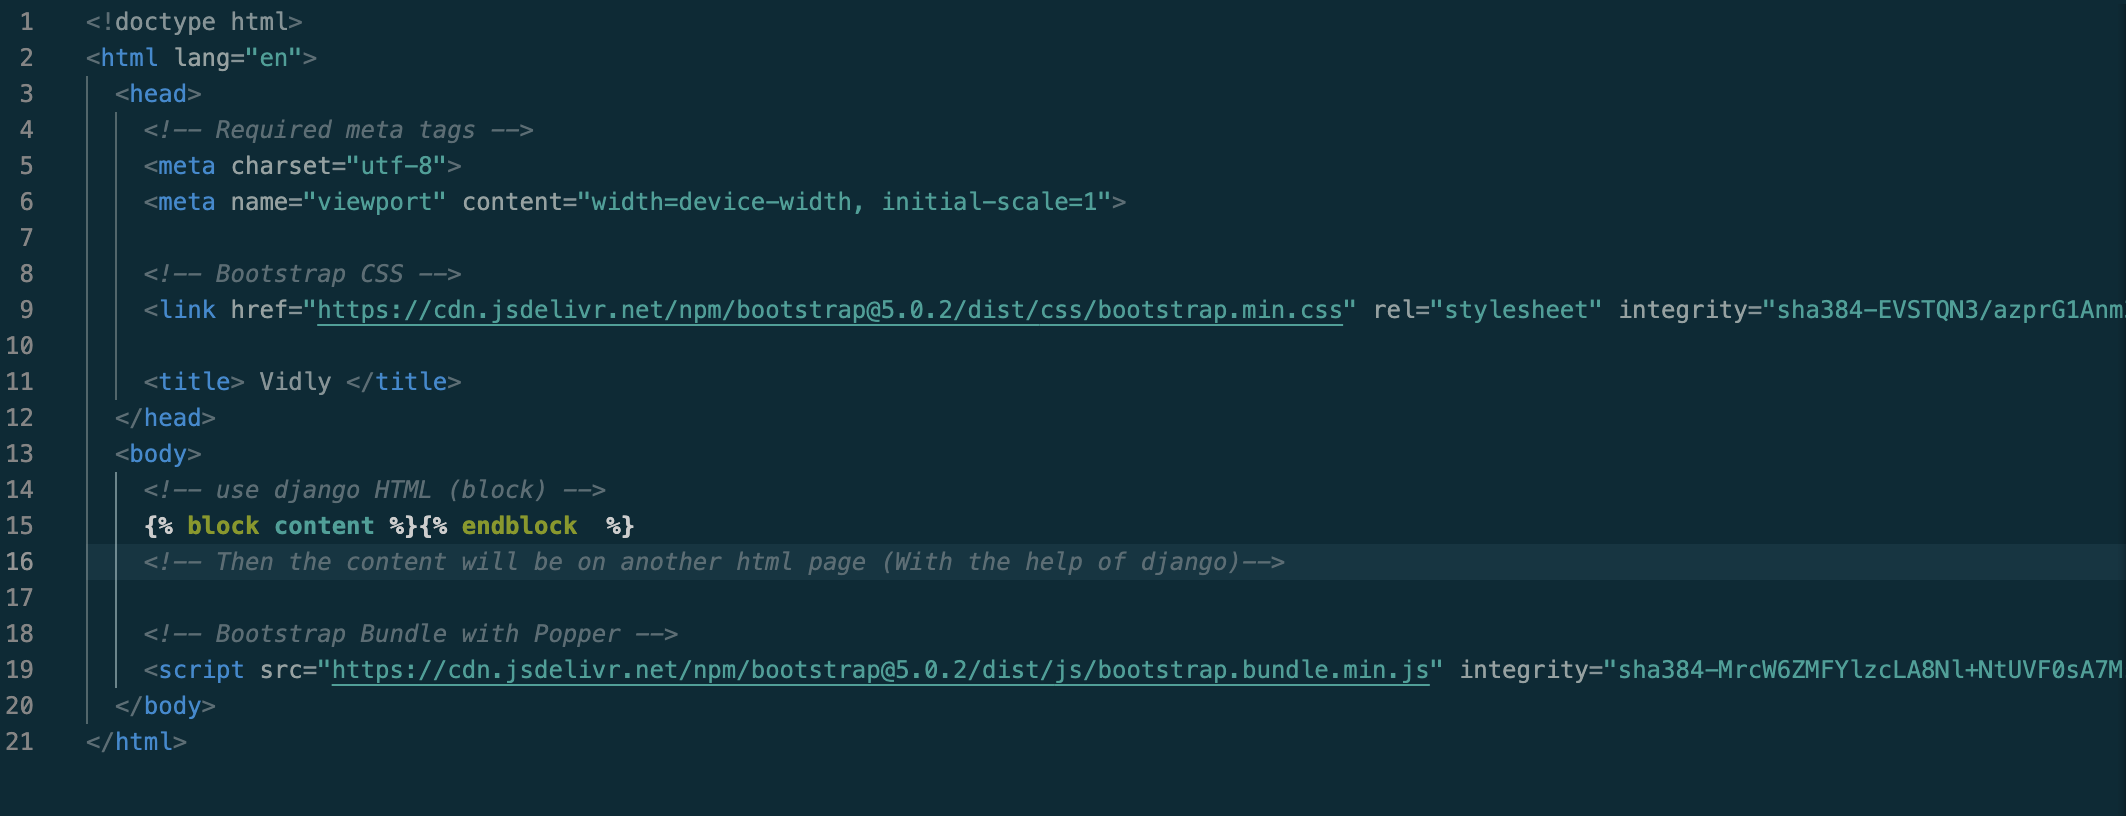 1 <!doctype html>
2 <html lang="en">
3 <head>
4 <!-- Required meta tags -->
5 <meta charset="utf-8">
6 <meta name="viewport" content="width=device-width, initial-scale=1">
7
8 <!-- Bootstrap CSS -->
9 <link href="https://cdn.jsdelivr.net/npm/bootstrap@5.0.2/dist/css/bootstrap.min.css" rel="stylesheet" integrity="sha384-EVSTQN3/azprG1Anm
10
11 <title> Vidly </title>
12 </head>
13 <body>
14 <!-- use django HTML (block) -->
15 {% block content %}{% endblock  %}
16 <!-- Then the content will be on another html page (With the help of django)-->
17
18 <!-- Bootstrap Bundle with Popper -->
19 <script src="https://cdn.jsdelivr.net/npm/bootstrap@5.0.2/dist/js/bootstrap.bundle.min.js" integrity="sha384-MrcW6ZMFYlzcLA8Nl+NtUVF0sA7M
20 </body>
21 </html>